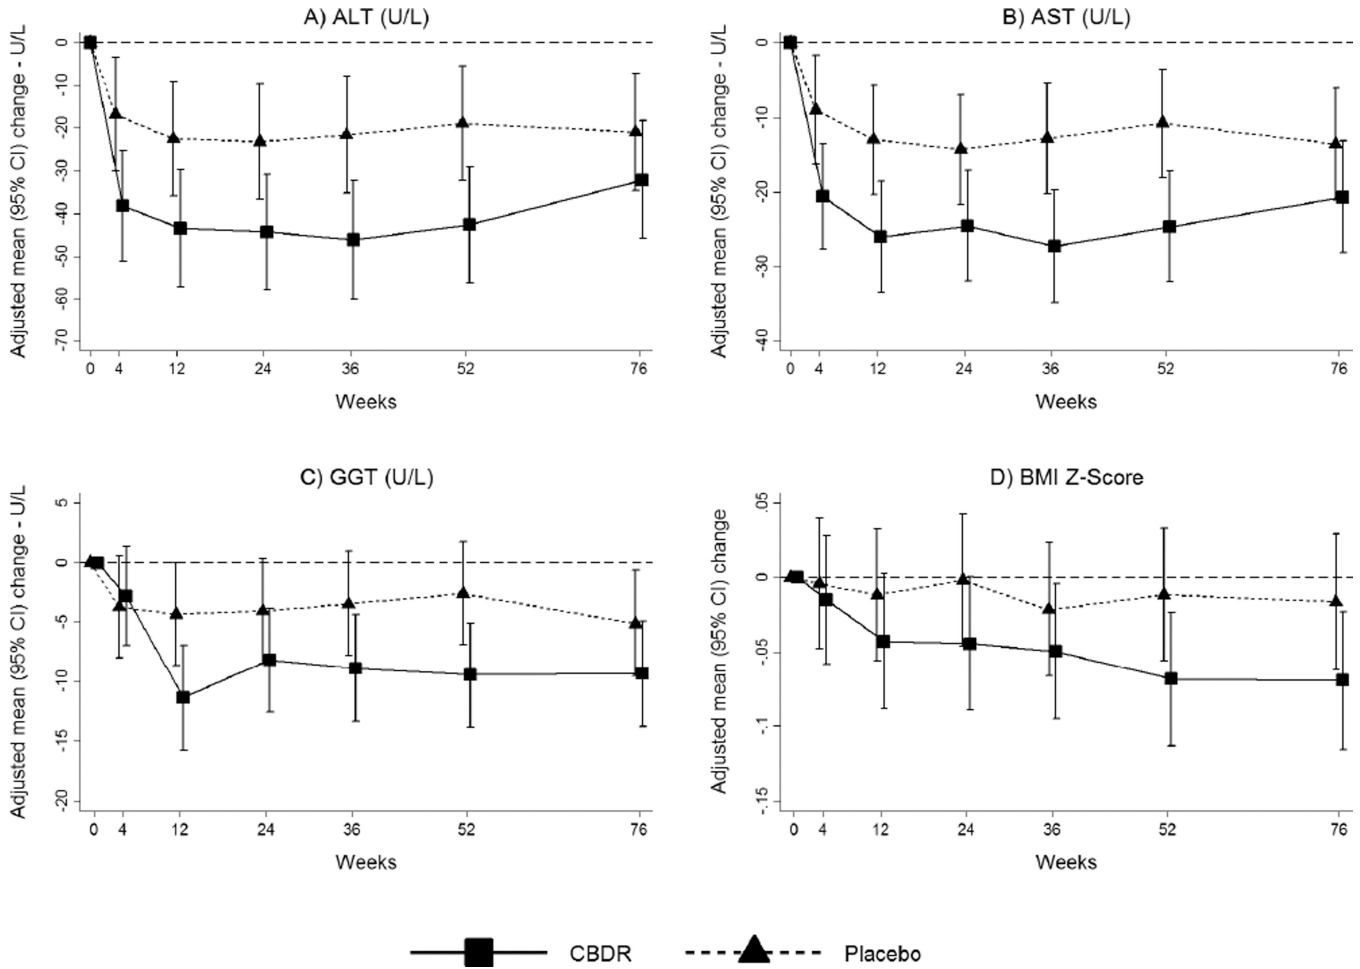 A) ALT (U/L)
Adjusted mean (95% CI) change - U/L
0
-10
-20
-30
-40
-50
-60
-70
0 4 12 24 36 52 76
Weeks
B) AST (U/L)
Adjusted mean (95% CI) change - U/L
0
-10
-20
-30
-40
0 4 12 24 36 52 76
Weeks
C) GGT (U/L)
Adjusted mean (95% CI) change - U/L
5
0
-5
-10
-15
-20
0 4 12 24 36 52 76
Weeks
D) BMI Z-Score
Adjusted mean (95% CI) change
.05
0
-.05
-.1
-.15
0 4 12 24 36 52 76
Weeks
CBDR Placebo